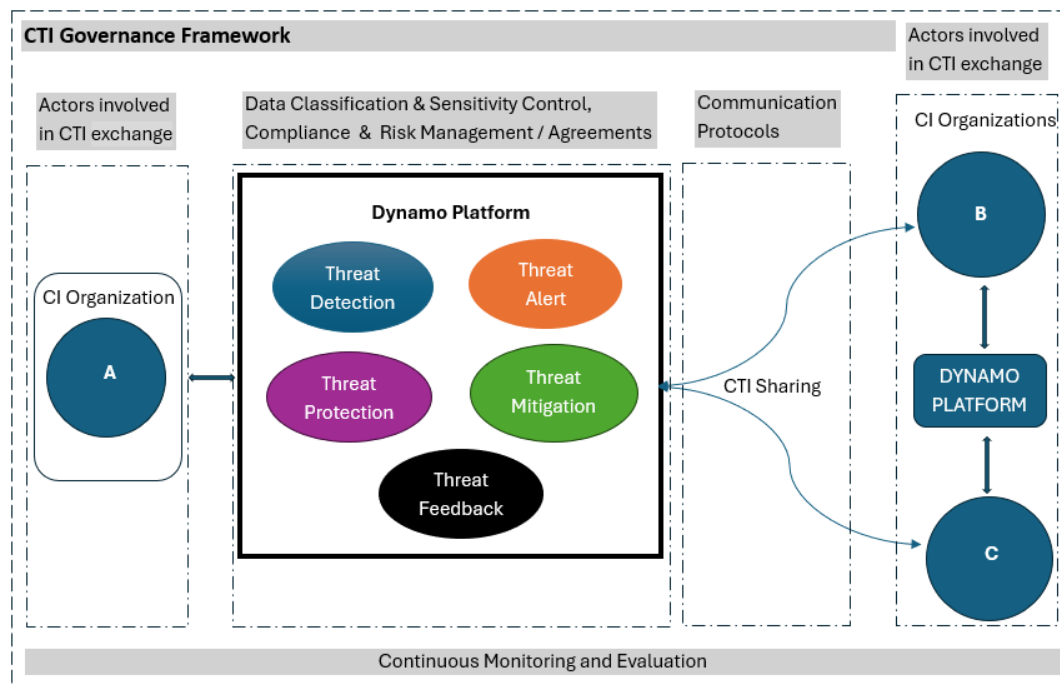 CTI Governance Framework
Actors involved
in CTI exchange
Actors involved
in CTI exchange
Data Classification & Sensitivity Control,
Compliance & Risk Management / Agreements
Communication
Protocols
CI Organization
A
Dynamo Platform
Threat
Detection
Threat
Alert
Threat
Protection
Threat
Mitigation
Threat
Feedback
CTI Sharing
CI Organizations
B
DYNAMO
PLATFORM
C
Continuous Monitoring and Evaluation